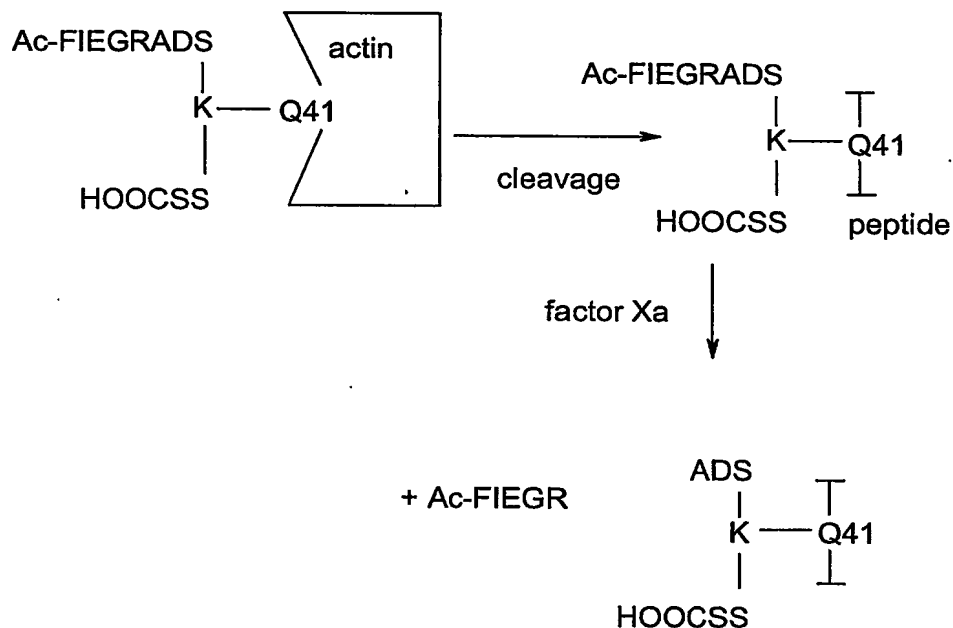 Ac-FIEGRADS
actin
K
Q41
HOOCSS
cleavage
Ac-FIEGRADS
K
Q41
HOOCSS
peptide
factor Xa
+ Ac-FIEGR
ADS
K
Q41
HOOCSS